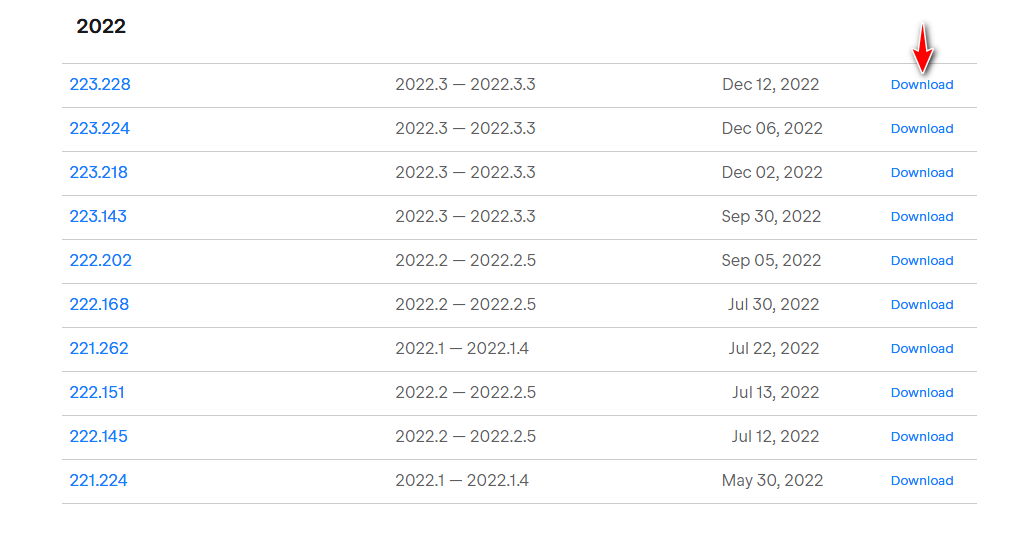 2022
223.228 2022.3 — 2022.3.3 Dec 12, 2022 Download
223.224 2022.3 — 2022.3.3 Dec 06, 2022 Download
223.218 2022.3 — 2022.3.3 Dec 02, 2022 Download
223.143 2022.3 — 2022.3.3 Sep 30, 2022 Download
222.202 2022.2 — 2022.2.5 Sep 05, 2022 Download
222.168 2022.2 — 2022.2.5 Jul 30, 2022 Download
221.262 2022.1 — 2022.1.4 Jul 22, 2022 Download
222.151 2022.2 — 2022.2.5 Jul 13, 2022 Download
222.145 2022.2 — 2022.2.5 Jul 12, 2022 Download
221.224 2022.1 — 2022.1.4 May 30, 2022 Download